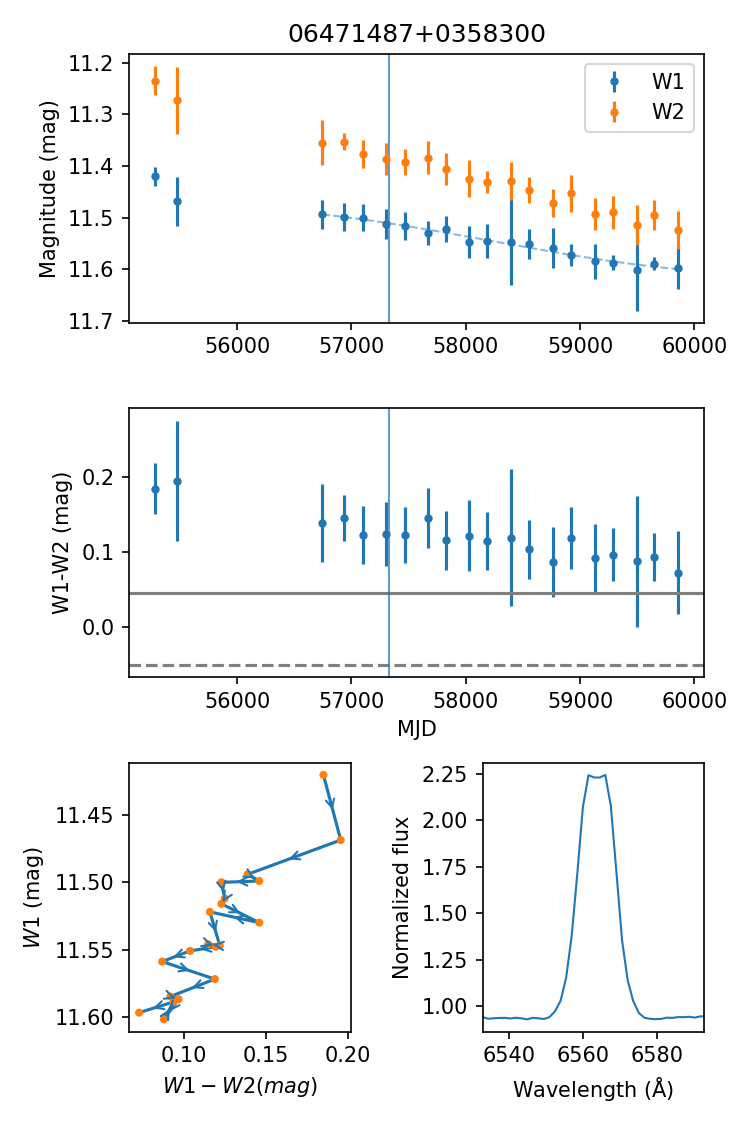 06471487+0358300
Magnitude (mag)
11.2
11.3
11.4
11.5
11.6
11.7
W1
W2
56000 57000 58000 59000 60000
W1-W2 (mag)
0.2
0.1
0.0
56000 57000 58000 59000 60000
MJD
W1 (mag)
11.45
11.50
11.55
11.60
0.10 0.15 0.20
W1 − W2(mag)
Normalized flux
2.25
2.00
1.75
1.50
1.25
1.00
6540 6560 6580
Wavelength (Å)